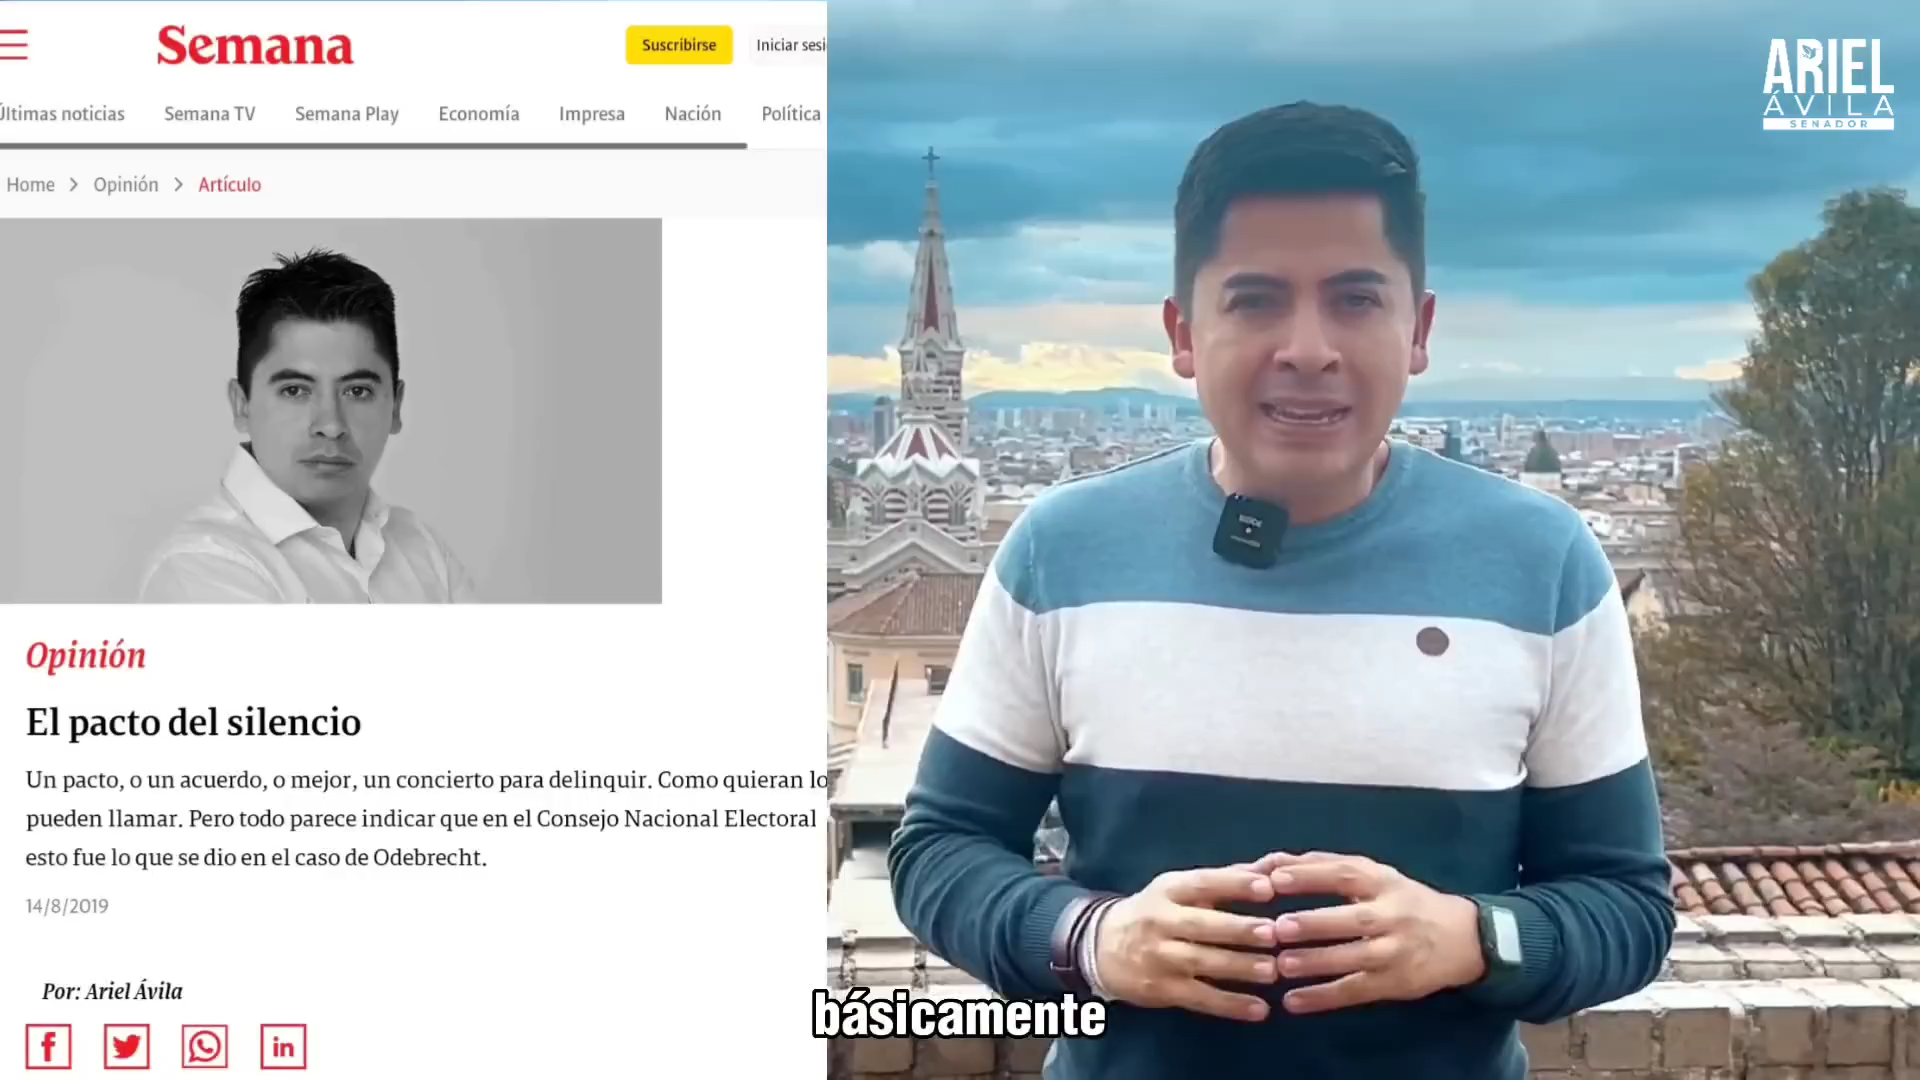 Semana
Suscribirse
Iniciar sesi
Últimas noticias
Semana TV
Semana Play
Economía
Impresa
Nación
Política
Home > Opinión > Artículo
Opinión
El pacto del silencio
Un pacto, o un acuerdo, o mejor, un concierto para delinquir. Como quieran lo
pueden llamar. Pero todo parece indicar que en el Consejo Nacional Electoral
esto fue lo que se dio en el caso de Odebrecht.
14/8/2019
Por: Ariel Ávila
in
ARIEL
ÁVILA
SENADOR
básicamente